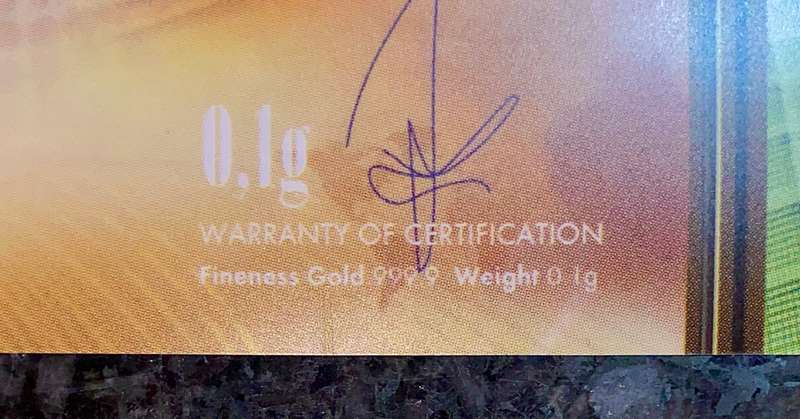 0,1g
WARRANTY OF CERTIFICATION
Fineness Gold 999 9 Weight 0 1g